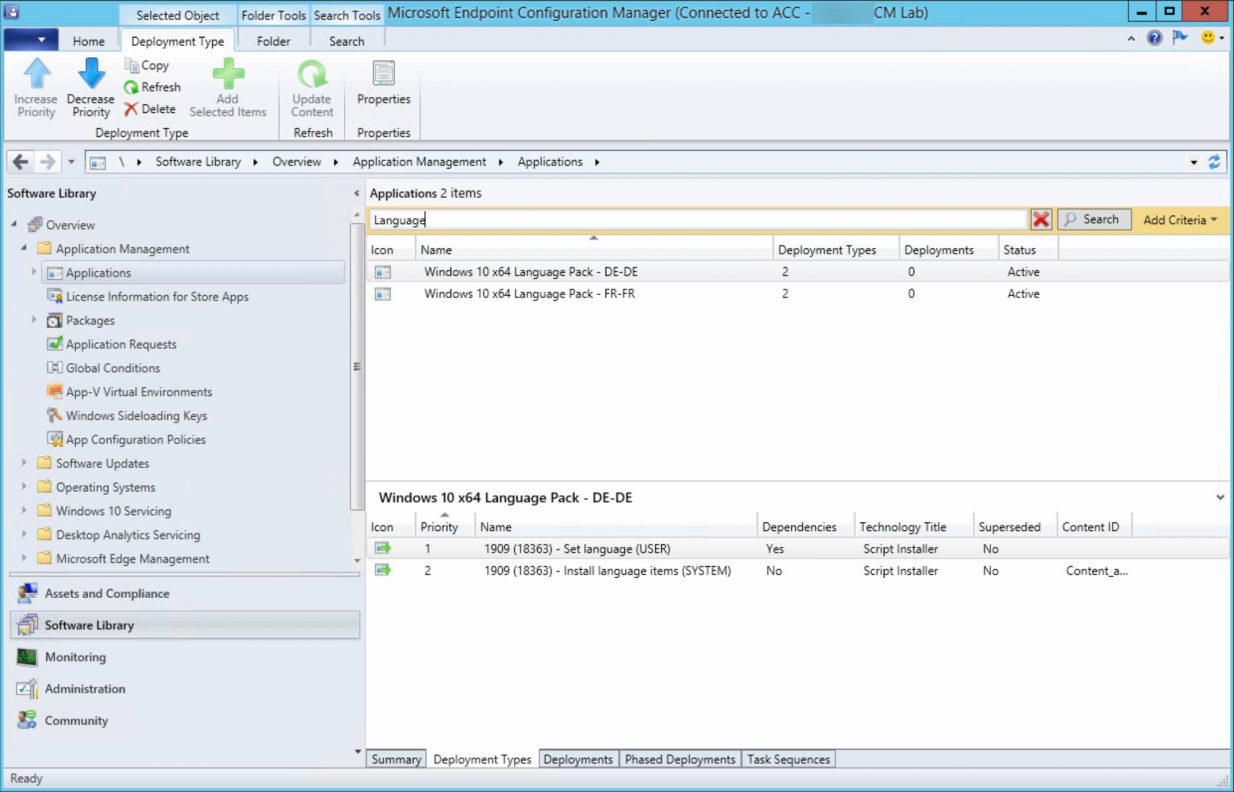 Selected Object Folder Tools Search Tools Microsoft Endpoint Configuration Manager (Connected to ACC - CM Lab)
Home Deployment Type Folder Search
Increase Priority
Decrease Priority
Copy
Refresh
Delete
Add Selected Items
Update Content
Properties
Deployment Type Refresh Properties
\ Software Library Overview Application Management Applications
Software Library
Overview
Application Management
Applications
License Information for Store Apps
Packages
Application Requests
Global Conditions
App-V Virtual Environments
Windows Sideloading Keys
App Configuration Policies
Software Updates
Operating Systems
Windows 10 Servicing
Desktop Analytics Servicing
Microsoft Edge Management
Assets and Compliance
Software Library
Monitoring
Administration
Community
Applications 2 items
Language Search Add Criteria
Icon Name Deployment Types Deployments Status
Windows 10 x64 Language Pack - DE-DE 2 0 Active
Windows 10 x64 Language Pack - FR-FR 2 0 Active
Windows 10 x64 Language Pack - DE-DE
Icon Priority Name Dependencies Technology Title Superseded Content ID
1 1909 (18363) - Set language (USER) Yes Script Installer No
2 1909 (18363) - Install language items (SYSTEM) No Script Installer No Content_a...
Summary Deployment Types Deployments Phased Deployments Task Sequences
Ready